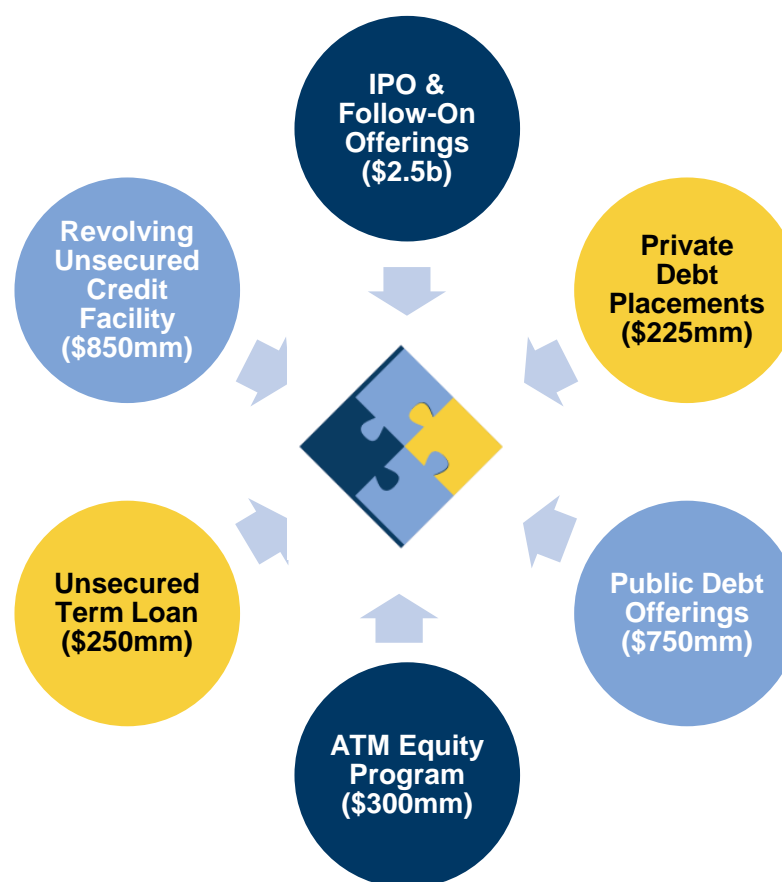 IPO &
Follow-On
Offerings
($2.5b)
Revolving
Unsecured
Credit
Facility
($850mm)
Private
Debt
Placements
($225mm)
Unsecured
Term Loan
($250mm)
Public Debt
Offerings
($750mm)
ATM Equity
Program
($300mm)